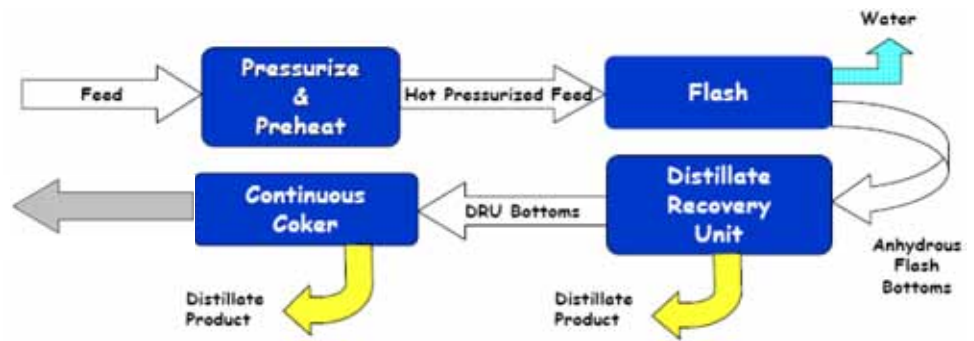 Water
Feed
Pressurize
&
Preheat
Hot Pressurized Feed
Flash
Continuous
Coker
DRU Bottoms
Distillate
Recovery
Unit
Anhydrous
Flash
Bottoms
Distillate
Product
Distillate
Product